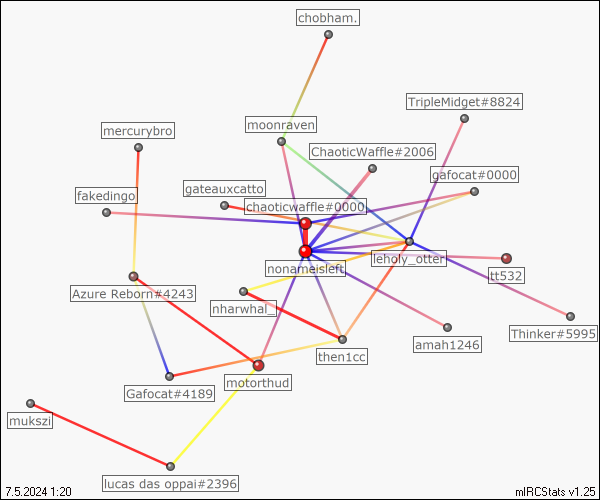 chobham.
TripleMidget#8824
moonraven
mercurybro
ChaoticWaffle#2006
gafocat#0000
gateauxcatto
fakedingo
chaoticwaffle#0000
leholy_otter
nonameisleft
tt532
Azure Reborn#4243
nharwhal_
Thinker#5995
amah1246
then1cc
motorthud
Gafocat#4189
mukszi
lucas das oppai#2396
7.5.2024 1:20
mIRCStats v1.25